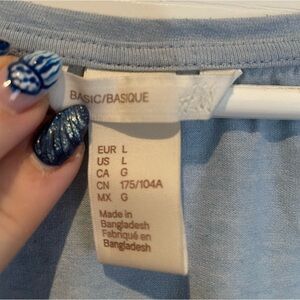 BASIC/BASIQUE
EUR L
US L
CA G
CN 175/104A
MX G
Made in
Bangladesh
Fabriqué en
Bangladesh